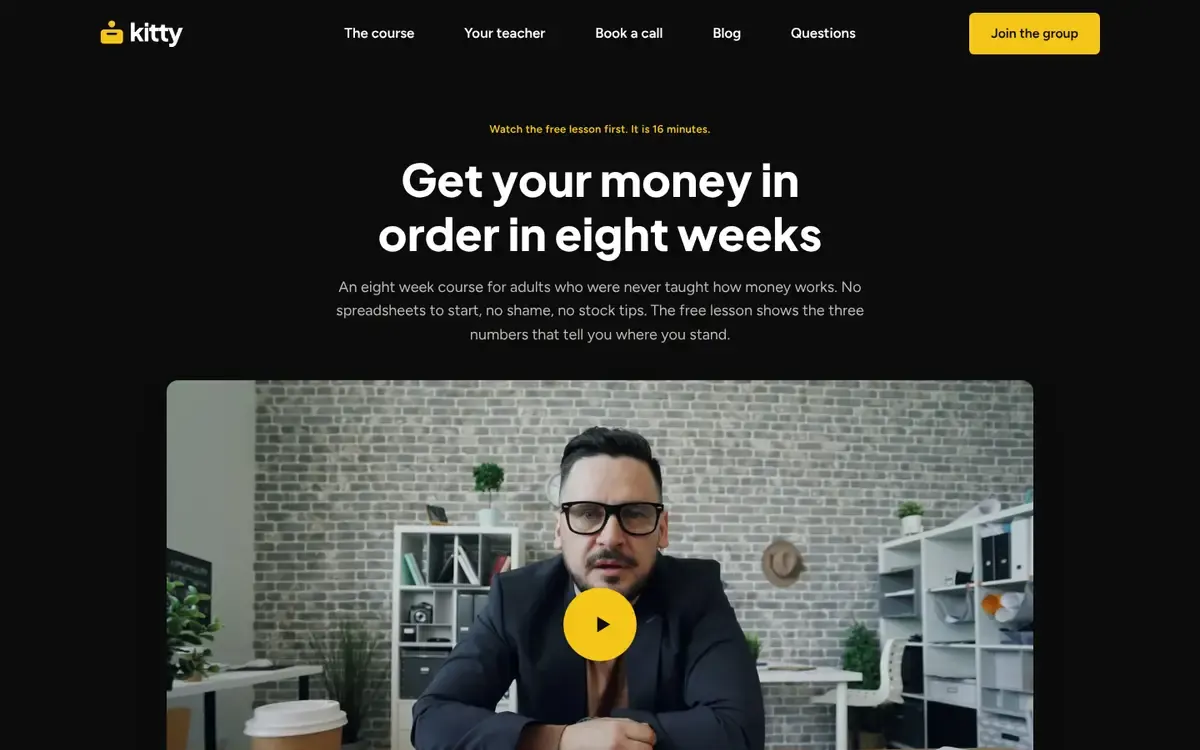 kitty
The course
Your teacher
Book a call
Blog
Questions
Join the group
Watch the free lesson first. It is 16 minutes.
Get your money in
order in eight weeks
An eight week course for adults who were never taught how money works. No
spreadsheets to start, no shame, no stock tips. The free lesson shows the three
numbers that tell you where you stand.